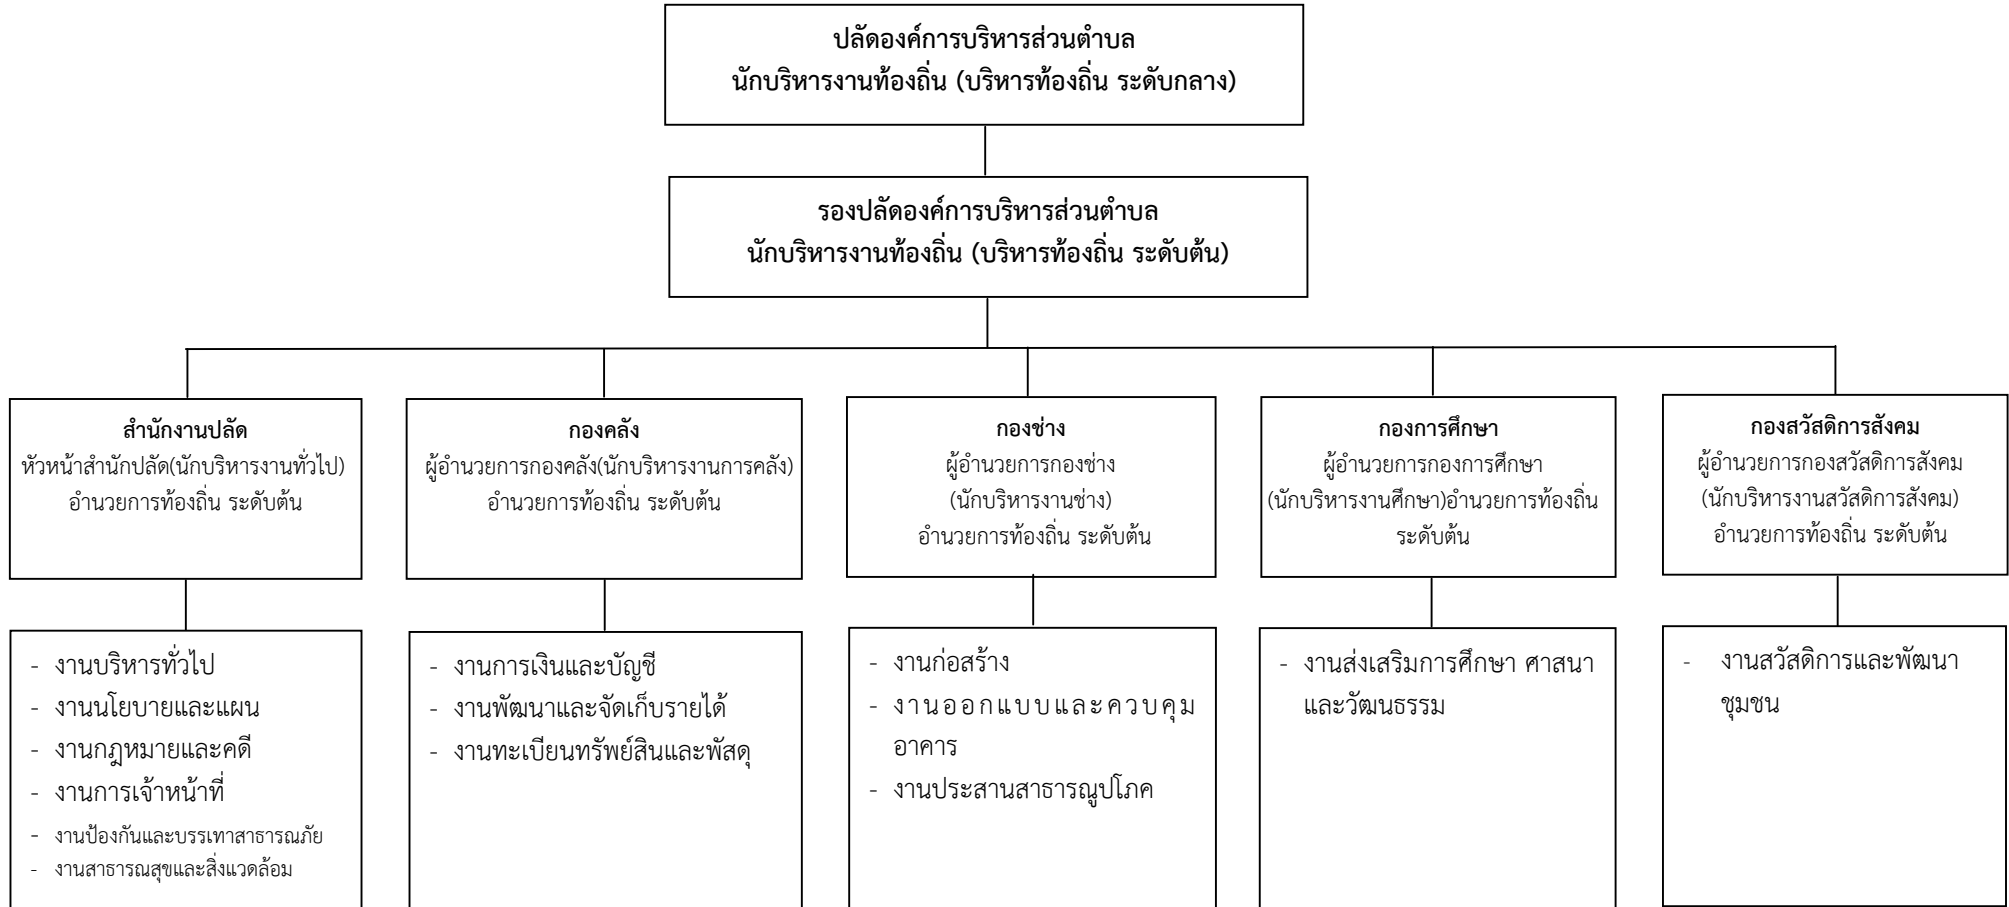 ปลัดองค์การบริหารส่วนตำบล
นักบริหารงานท้องถิ่น (บริหารท้องถิ่น ระดับกลาง)
รองปลัดองค์การบริหารส่วนตำบล
นักบริหารงานท้องถิ่น (บริหารท้องถิ่น ระดับต้น)
สำนักงานปลัด
หัวหน้าสำนักปลัด(นักบริหารงานทั่วไป)
อำนวยการท้องถิ่น ระดับต้น
กองคลัง
ผู้อำนวยการกองคลัง(นักบริหารงานการคลัง)
อำนวยการท้องถิ่น ระดับต้น
กองช่าง
ผู้อำนวยการกองช่าง
(นักบริหารงานช่าง)
อำนวยการท้องถิ่น ระดับต้น
กองการศึกษา
ผู้อำนวยการกองการศึกษา
(นักบริหารงานศึกษา)อำนวยการท้องถิ่น
ระดับต้น
กองสวัสดิการสังคม
ผู้อำนวยการกองสวัสดิการสังคม
(นักบริหารงานสวัสดิการสังคม)
อำนวยการท้องถิ่น ระดับต้น
- งานบริหารทั่วไป
- งานนโยบายและแผน
- งานกฎหมายและคดี
- งานการเจ้าหน้าที่
- งานป้องกันและบรรเทาสาธารณภัย
- งานสาธารณสุขและสิ่งแวดล้อม
- งานการเงินและบัญชี
- งานพัฒนาและจัดเก็บรายได้
- งานทะเบียนทรัพย์สินและพัสดุ
- งานก่อสร้าง
- งานออกแบบและควบคุม
อาคาร
- งานประสานสาธารณูปโภค
- งานส่งเสริมการศึกษา ศาสนา
และวัฒนธรรม
- งานสวัสดิการและพัฒนา
ชุมชน